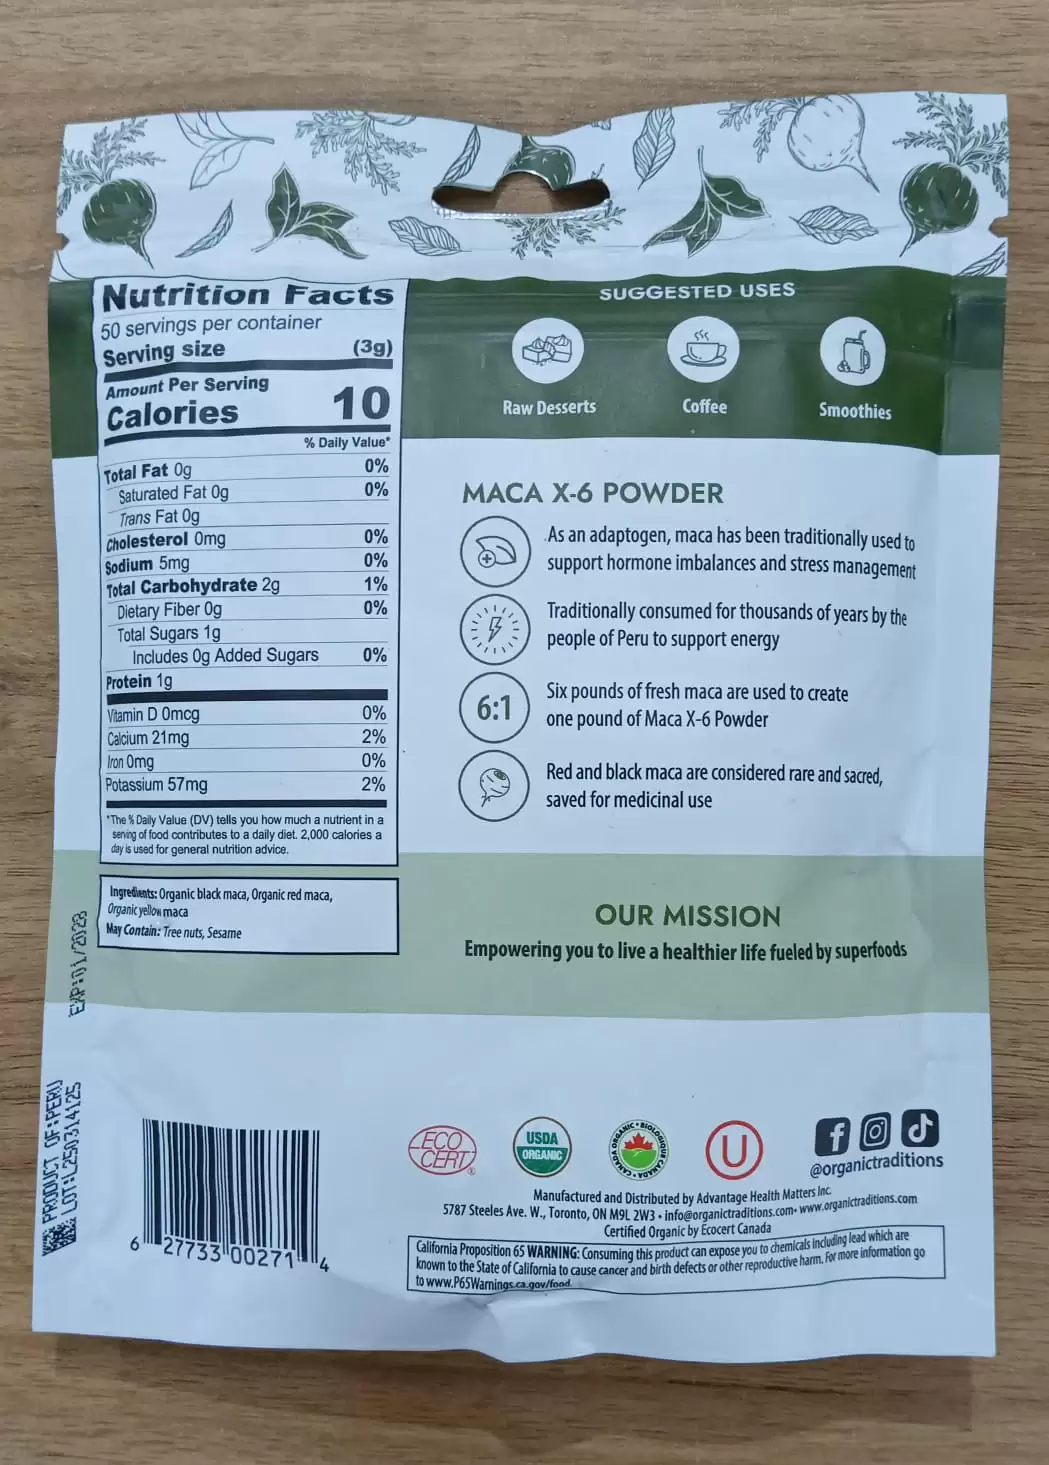 Nutrition Facts
50 servings per container
Serving size (3g)
Amount Per Serving
Calories 10
% Daily Value*
Total Fat 0g 0%
Saturated Fat 0g 0%
Trans Fat 0g
Cholesterol 0mg 0%
Sodium 5mg 0%
Total Carbohydrate 2g 1%
Dietary Fiber 0g 0%
Total Sugars 1g
Includes 0g Added Sugars 0%
Protein 1g
Vitamin D 0mcg 0%
Calcium 21mg 2%
Iron 0mg 0%
Potassium 57mg 2%
*The % Daily Value (DV) tells you how much a nutrient in a
serving of food contributes to a daily diet. 2,000 calories a
day is used for general nutrition advice.
Ingredients: Organic black maca, Organic red maca,
Organic yellow maca
May Contain: Tree nuts, Sesame
SUGGESTED USES
Raw Desserts
Coffee
Smoothies
MACA X-6 POWDER
As an adaptogen, maca has been traditionally used to
support hormone imbalances and stress management
Traditionally consumed for thousands of years by the
people of Peru to support energy
6:1
Six pounds of fresh maca are used to create
one pound of Maca X-6 Powder
Red and black maca are considered rare and sacred,
saved for medicinal use
OUR MISSION
Empowering you to live a healthier life fueled by superfoods
EXP:01/2028
PRODUCT OF:PERU
LOT:L250314125
6 27733 00271 4
ECO
CERT
USDA
ORGANIC
CANADA ORGANIC • BIOLOGIQUE CANADA •
U
@organictraditions
Manufactured and Distributed by Advantage Health Matters Inc.
5787 Steeles Ave. W., Toronto, ON M9L 2W3 • info@organictraditions.com • www.organictraditions.com
Certified Organic by Ecocert Canada
California Proposition 65 WARNING: Consuming this product can expose you to chemicals including lead which are
known to the State of California to cause cancer and birth defects or other reproductive harm. For more information go
to www.P65Warnings.ca.gov/food.